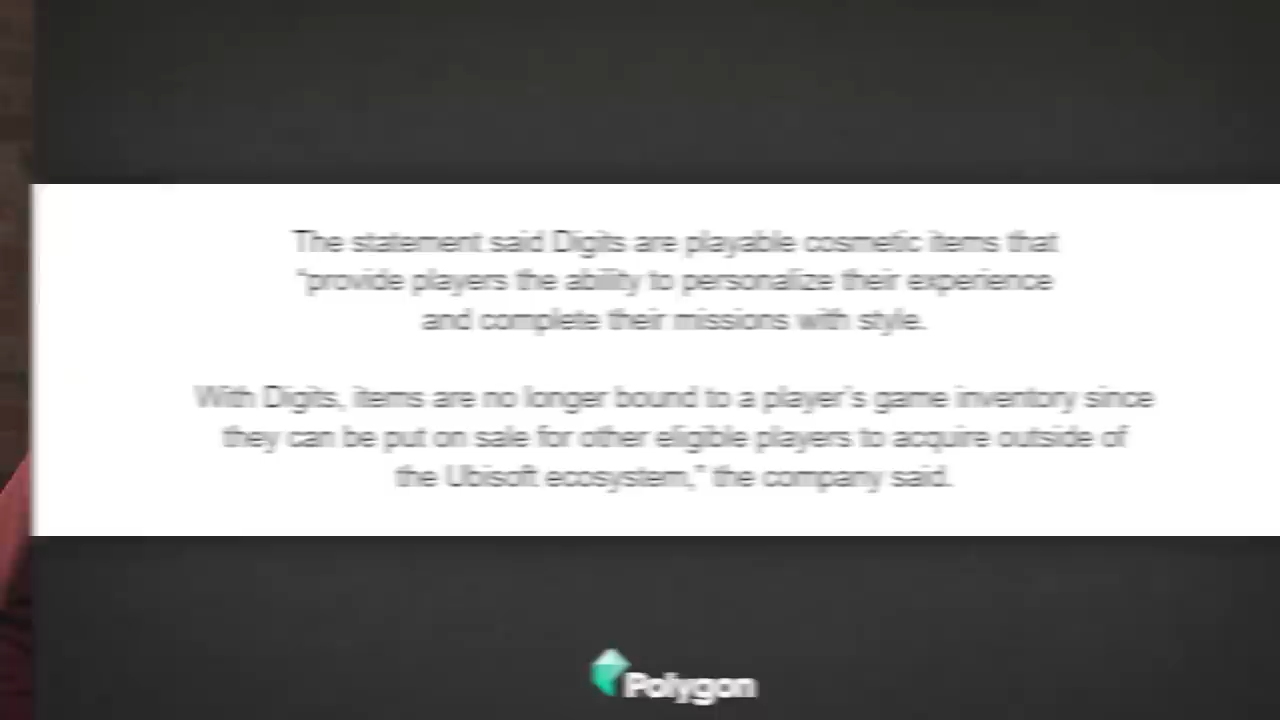 The statement said Digits are playable cosmetic items that
"provide players the ability to personalize their experience
and complete their missions with style.
With Digits, items are no longer bound to a player's game inventory since
they can be put on sale for other eligible players to acquire outside of
the Ubisoft ecosystem," the company said.
Polygon